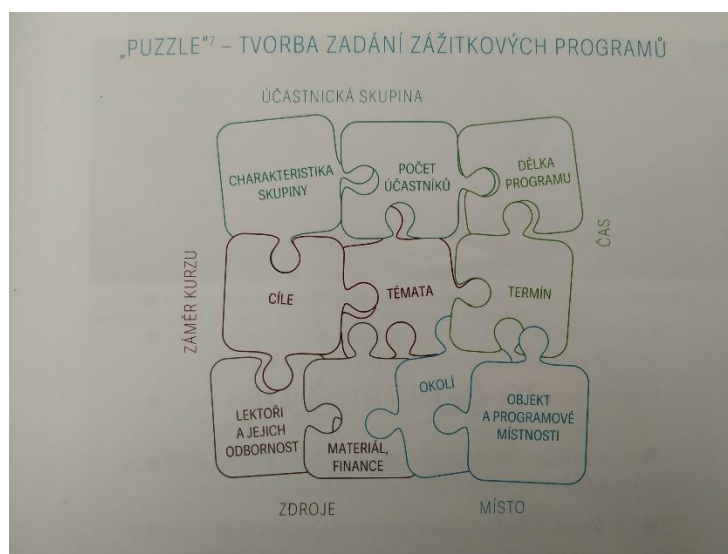 „PUZZLE“⁷ – TVORBA ZADÁNÍ ZÁŽITKOVÝCH PROGRAMŮ
ÚČASTNICKÁ SKUPINA
CHARAKTERISTIKA
SKUPINY
POČET
ÚČASTNÍKŮ
DÉLKA
PROGRAMU
ČAS
ZÁMĚR KURZU
CÍLE
TÉMATA
TERMÍN
LEKTOŘI
A JEJICH
ODBORNOST
MATERIÁL,
FINANCE
OKOLÍ
OBJEKT
A PROGRAMOVÉ
MÍSTNOSTI
ZDROJE
MÍSTO